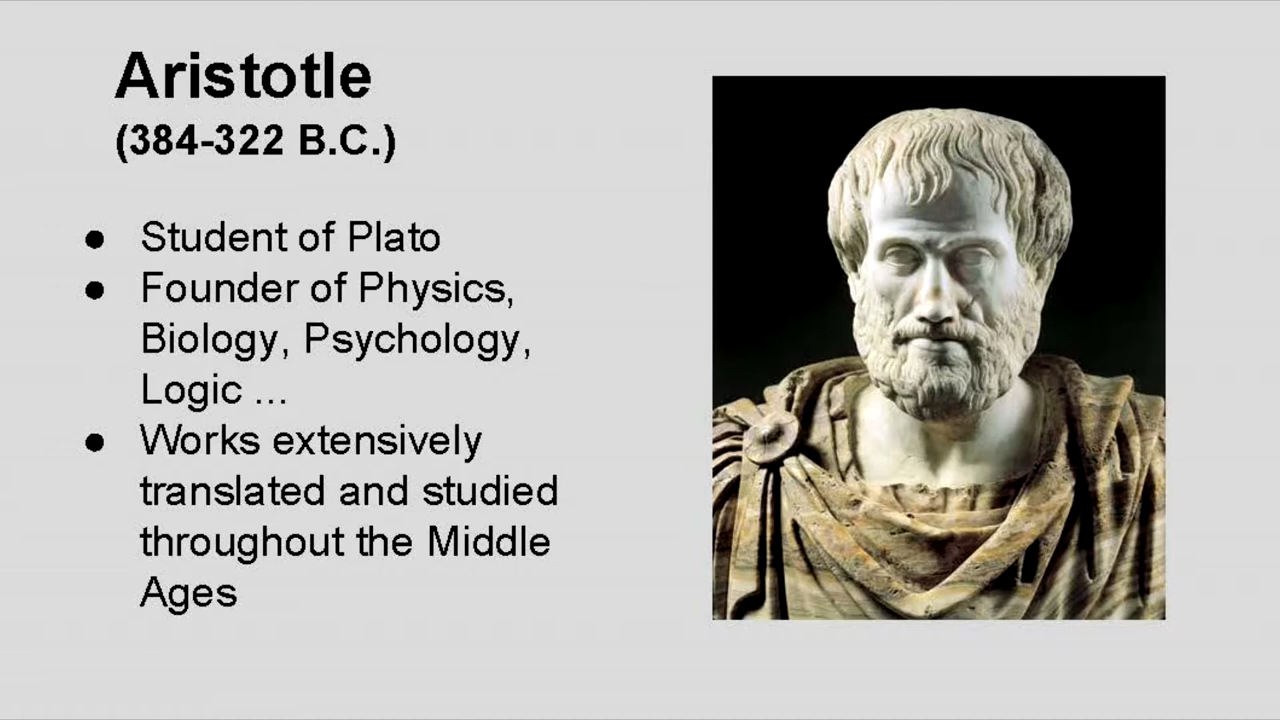 Aristotle
(384-322 B.C.)
● Student of Plato
● Founder of Physics,
Biology, Psychology,
Logic ...
● Works extensively
translated and studied
throughout the Middle
Ages